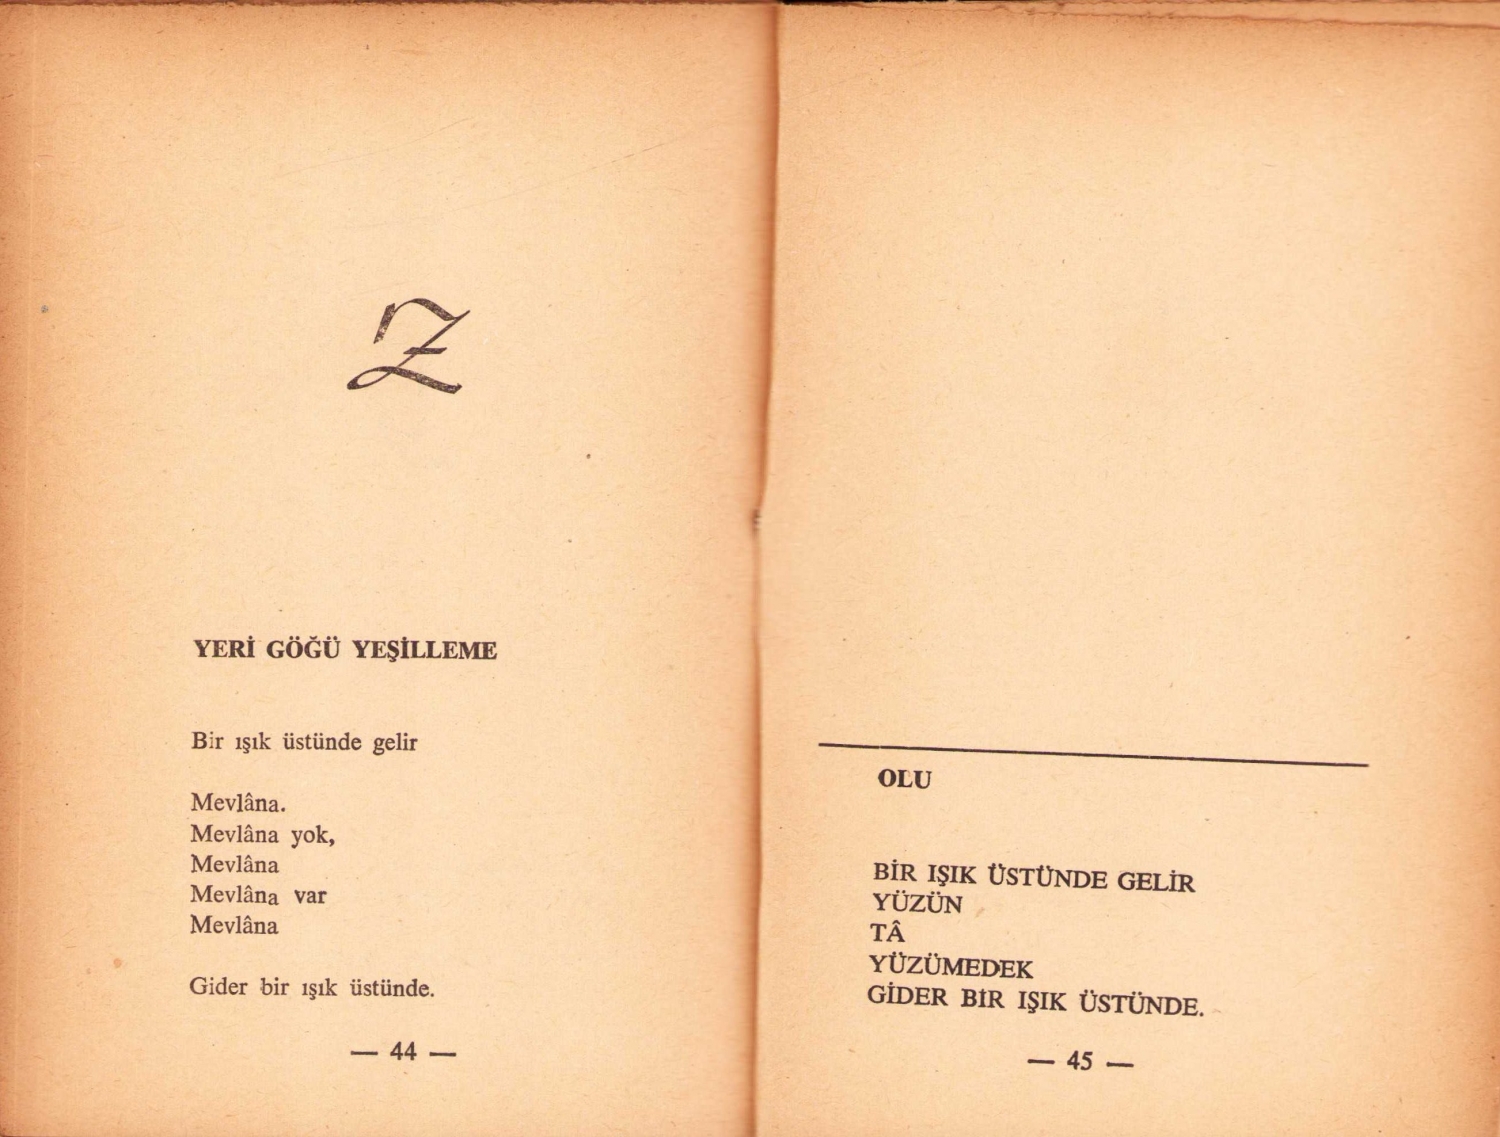 Z
YERİ GÖĞÜ YEŞİLLEME
Bir ışık üstünde gelir
Mevlâna.
Mevlâna yok,
Mevlâna
Mevlâna var
Mevlâna
Gider bir ışık üstünde.
— 44 —
OLU
BİR IŞIK ÜSTÜNDE GELİR
YÜZÜN
TÂ
YÜZÜMEDEK
GİDER BİR IŞIK ÜSTÜNDE.
— 45 —